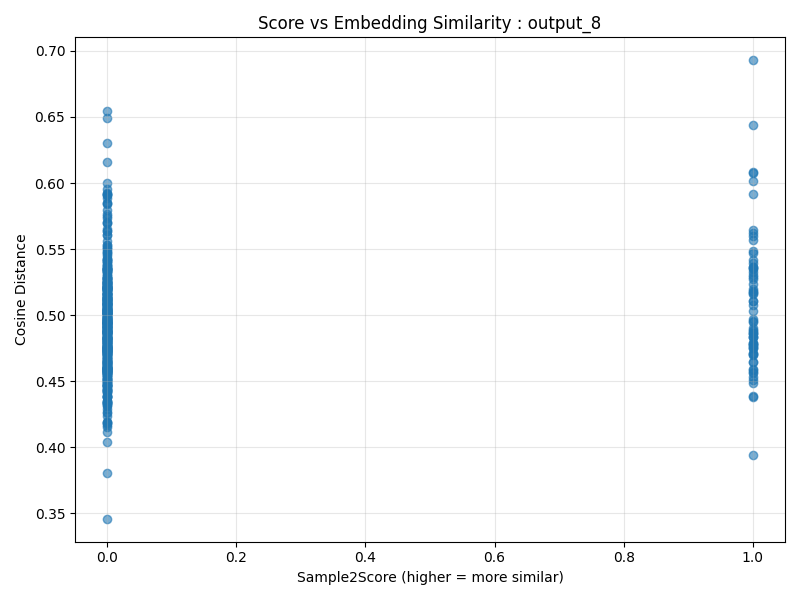 Score vs Embedding Similarity : output_8
Cosine Distance
0.70
0.65
0.60
0.55
0.50
0.45
0.40
0.35
0.0 0.2 0.4 0.6 0.8 1.0
Sample2Score (higher = more similar)